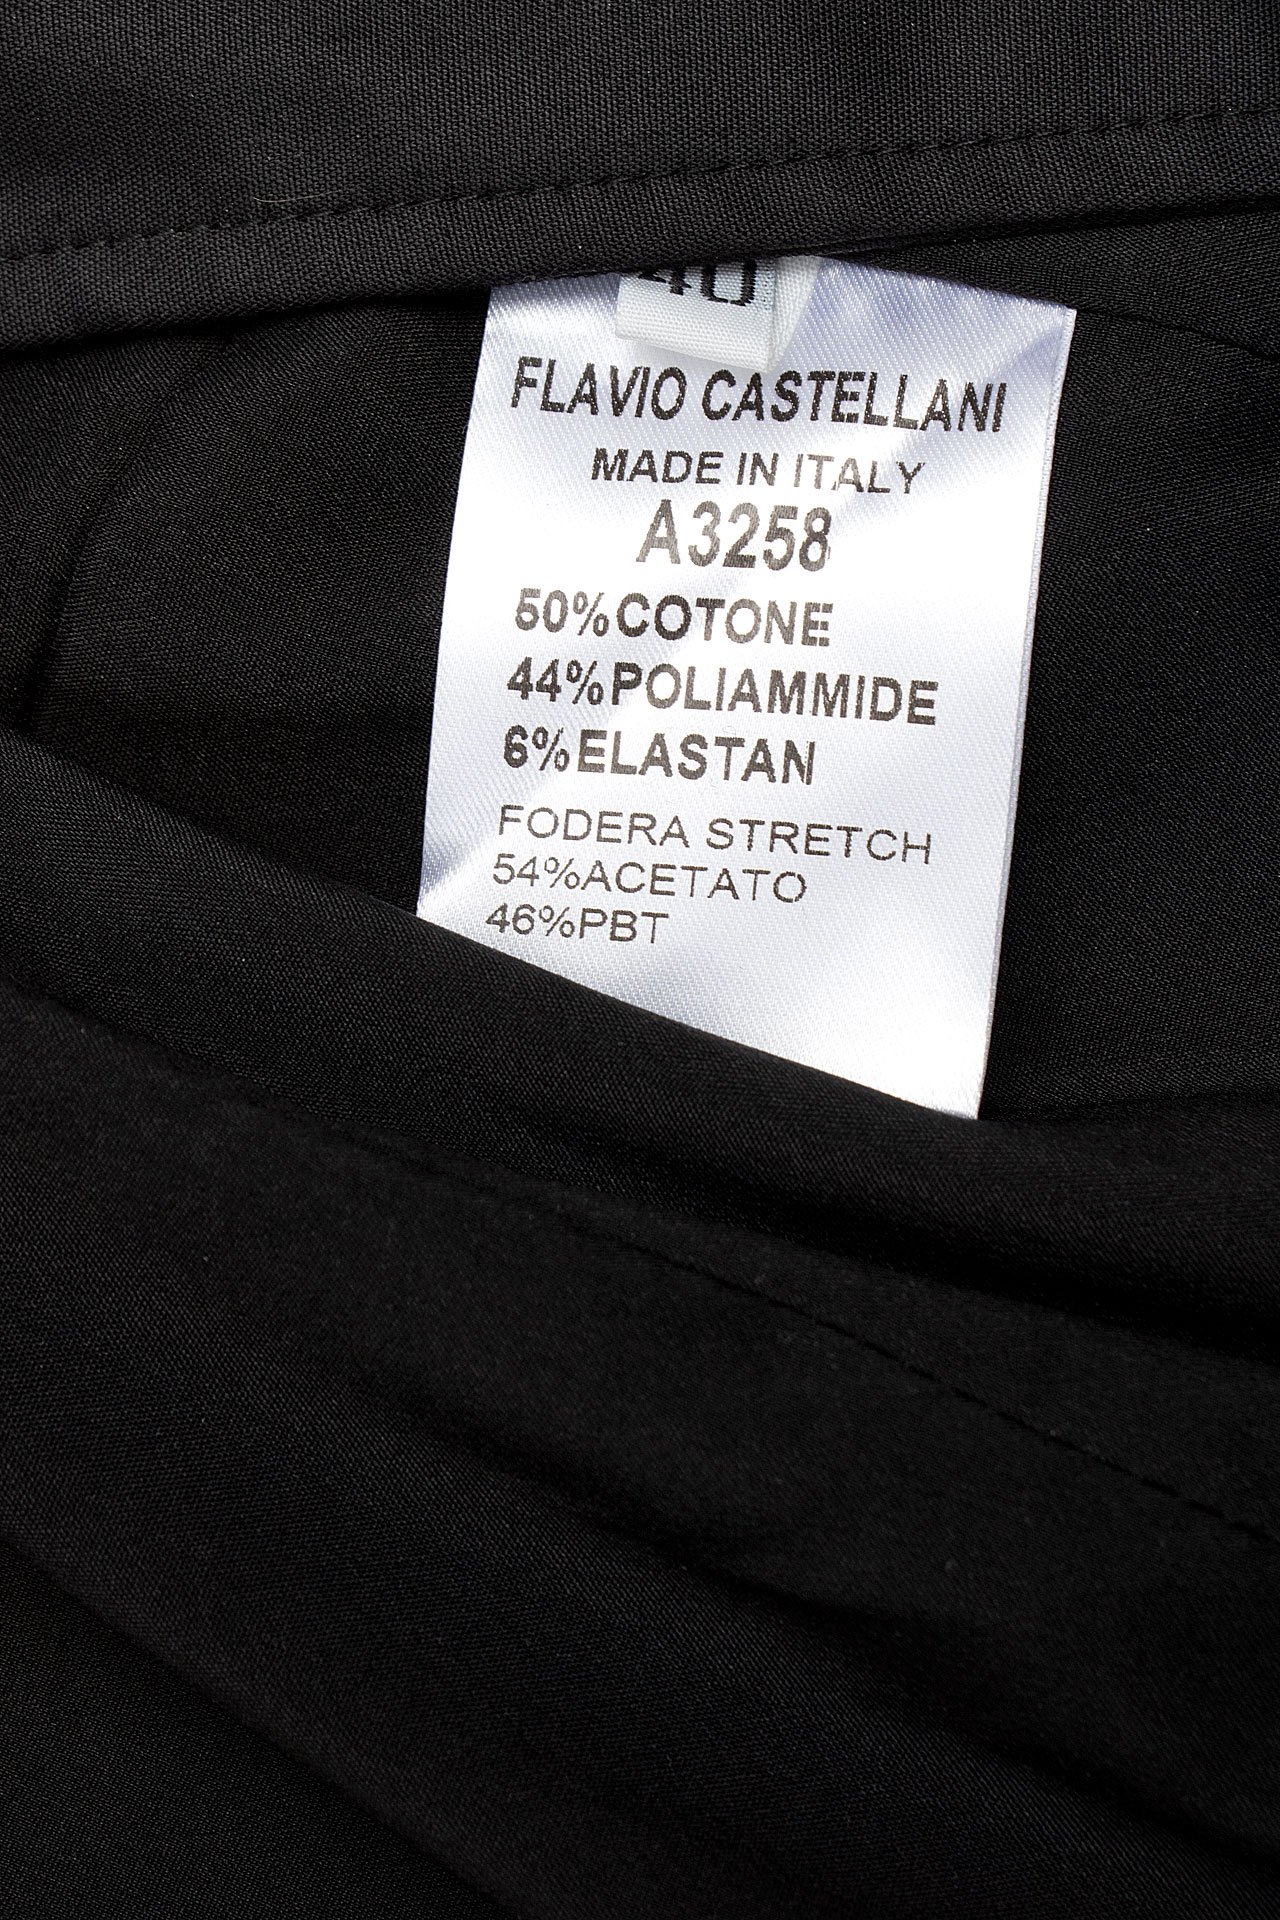 40
FLAVIO CASTELLANI
MADE IN ITALY
A3258
50%COTONE
44%POLIAMMIDE
6%ELASTAN
FODERA STRETCH
54%ACETATO
46%PBT